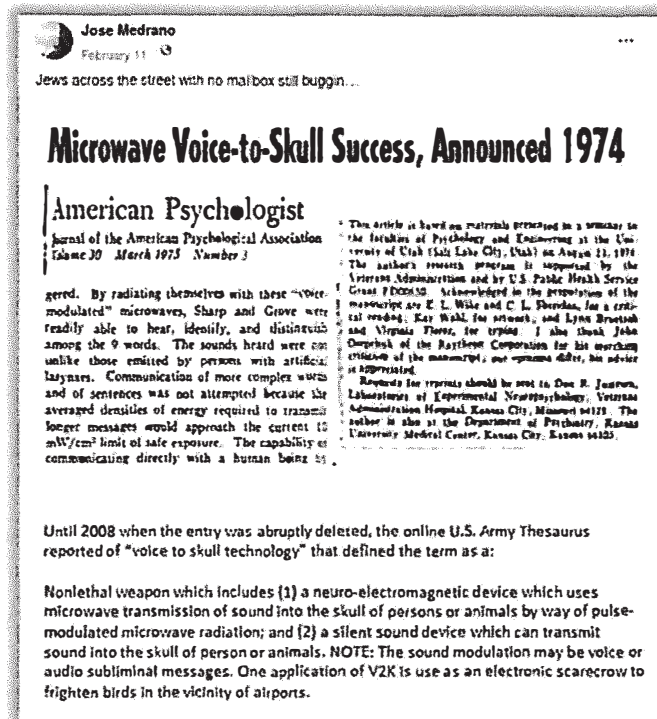 Jose Medrano
February 11
Jews across the street with no mailbox still buggin...
Microwave Voice-to-Skull Success, Announced 1974
American Psychologist
Journal of the American Psychological Association
Volume 30 March 1975 Number 3
gered. By radiating themselves with these "voice-
modulated" microwaves, Sharp and Grove were
readily able to hear, identify, and distinguish
among the 9 words. The sounds heard were not
unlike those emitted by persons with artificial
larynxes. Communication of more complex words
and of sentences was not attempted because the
averaged densities of energy required to transmit
longer messages would approach the current 10
mW/cm² limit of safe exposure. The capability of
communicating directly with a human being by
This article is based on materials presented in a seminar to
the faculties of Psychology and Engineering at the Uni-
versity of Utah (Salt Lake City, Utah) on August 21, 1974.
The author's research program is supported by the
Veterans Administration and by U.S. Public Health Service
Grant Acknowledged in the preparation of the
manuscript are E. L. Wike and C. L. Sheridan, for a criti-
cal reading; Kay Wahl, for artwork; and Lynn Bruetsch
and Virginia Florez, for typing. I also thank John
Osepchuk of the Raytheon Corporation for his searching
criticism of the manuscript; our opinions differ, his advice
is appreciated.
Requests for reprints should be sent to Don R. Justesen,
Laboratories of Experimental Neuropsychology, Veterans
Administration Hospital, Kansas City, Missouri 64128. The
author is also at the Department of Psychiatry, Kansas
University Medical Center, Kansas City, Kansas
Until 2008 when the entry was abruptly deleted, the online U.S. Army Thesaurus
reported of "voice to skull technology" that defined the term as a:
Nonlethal weapon which includes (1) a neuro-electromagnetic device which uses
microwave transmission of sound into the skull of persons or animals by way of pulse-
modulated microwave radiation; and (2) a silent sound device which can transmit
sound into the skull of person or animals. NOTE: The sound modulation may be voice or
audio subliminal messages. One application of V2K is use as an electronic scarecrow to
frighten birds in the vicinity of airports.